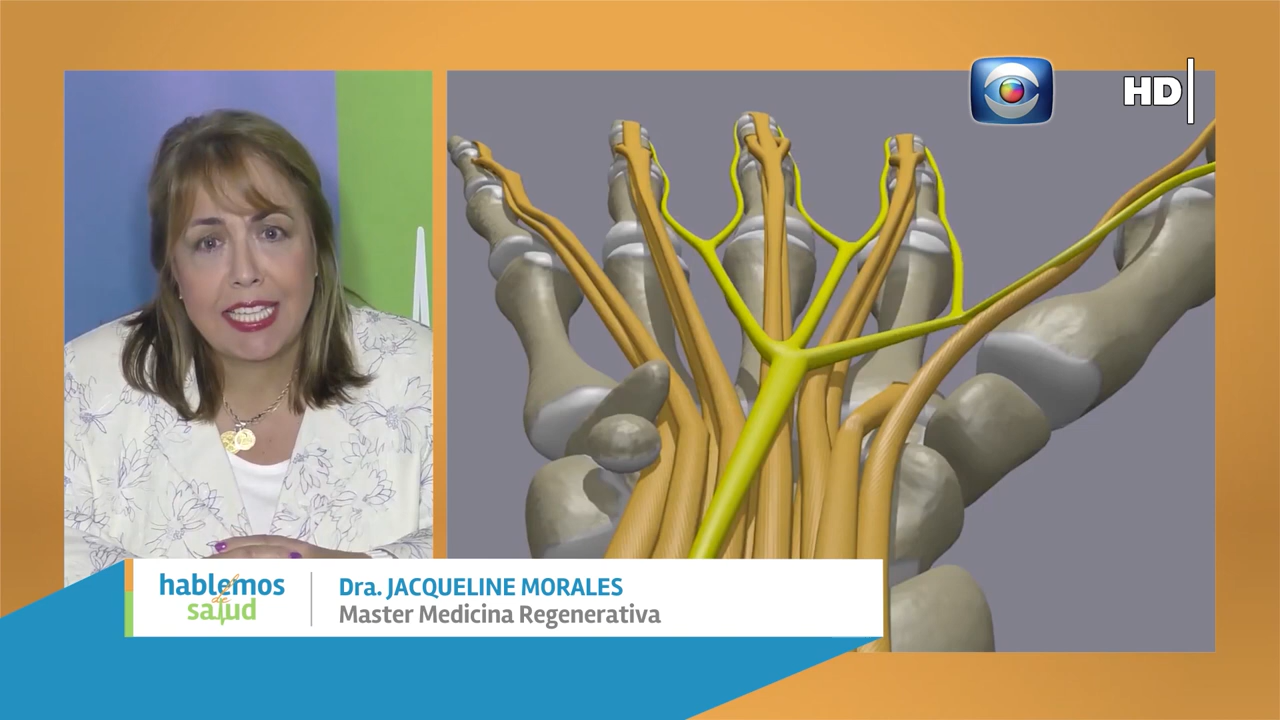 HD
hablemos
de
salud
Dra. JACQUELINE MORALES
Master Medicina Regenerativa